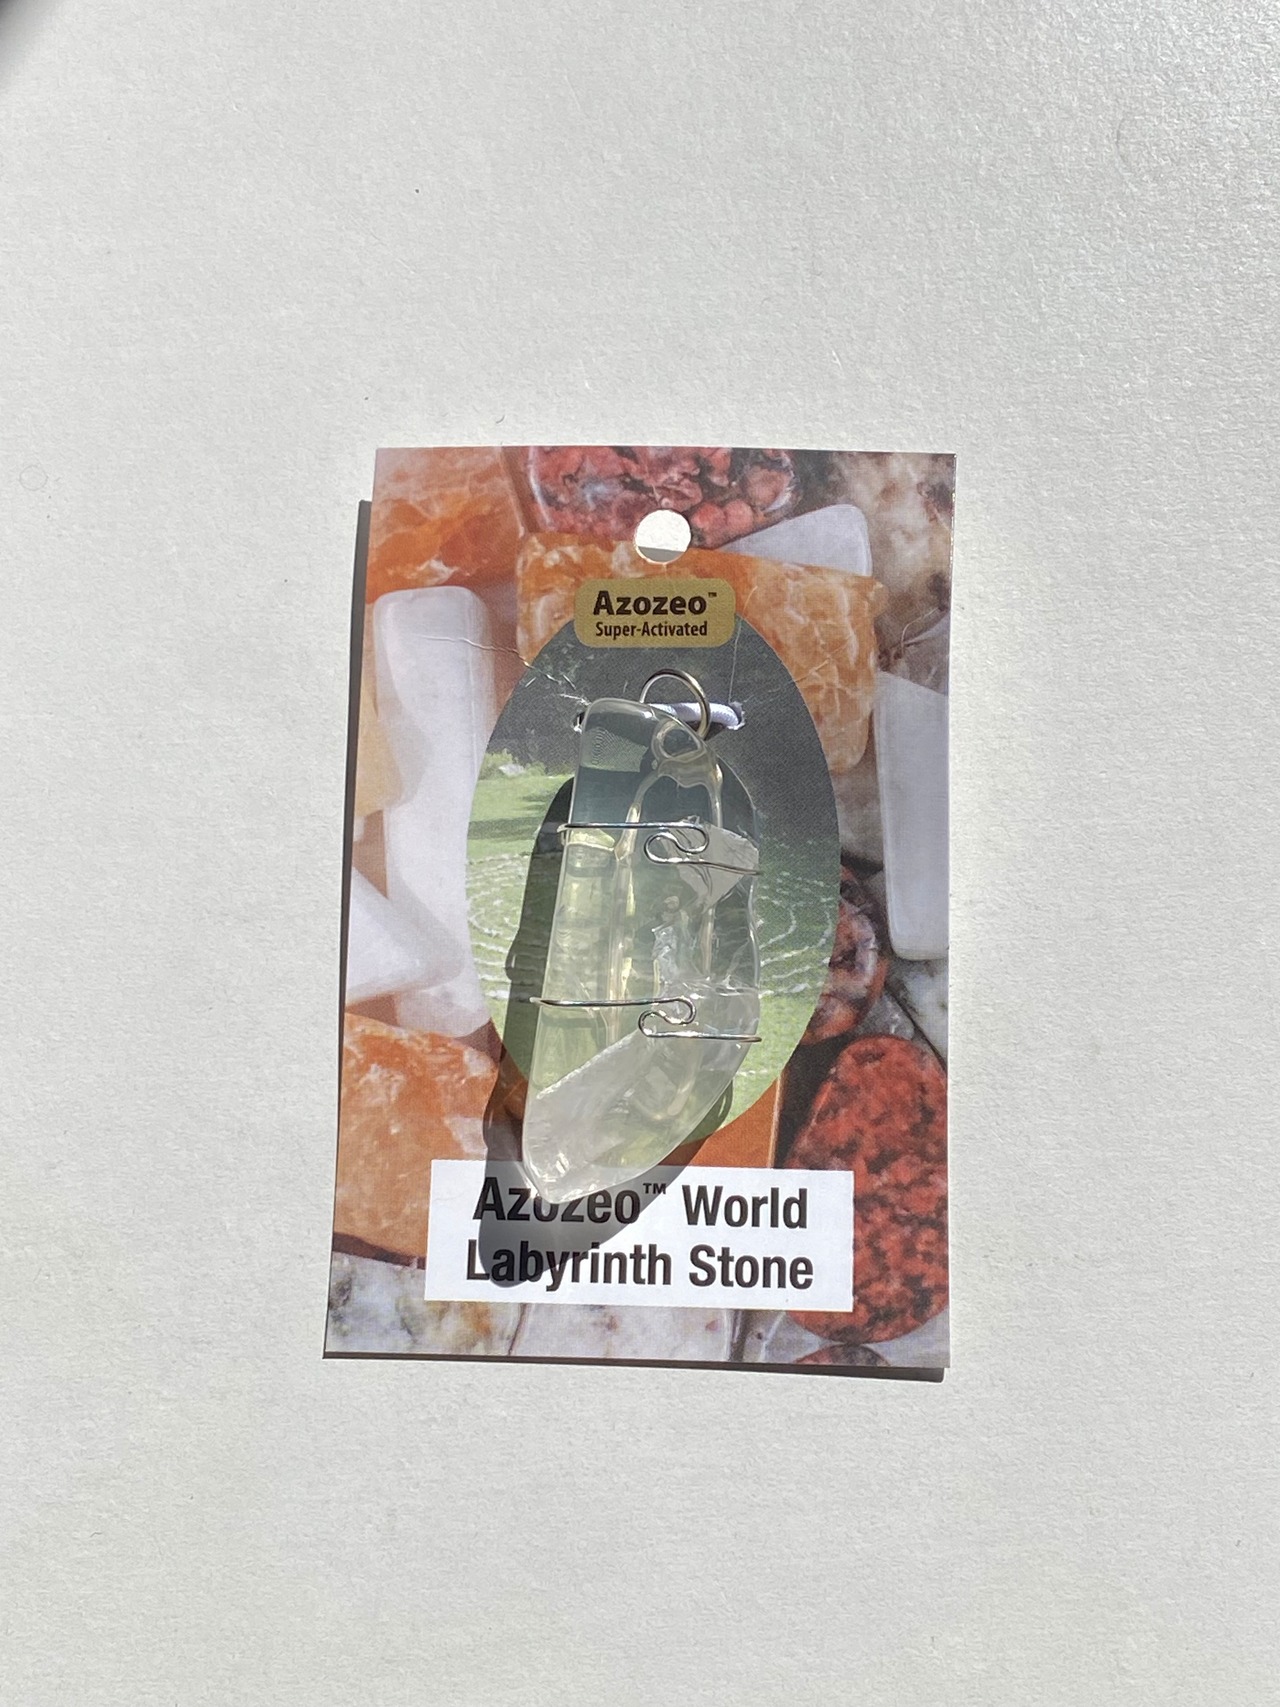 Azozeo™
Super-Activated
Azozeo™ World
Labyrinth Stone